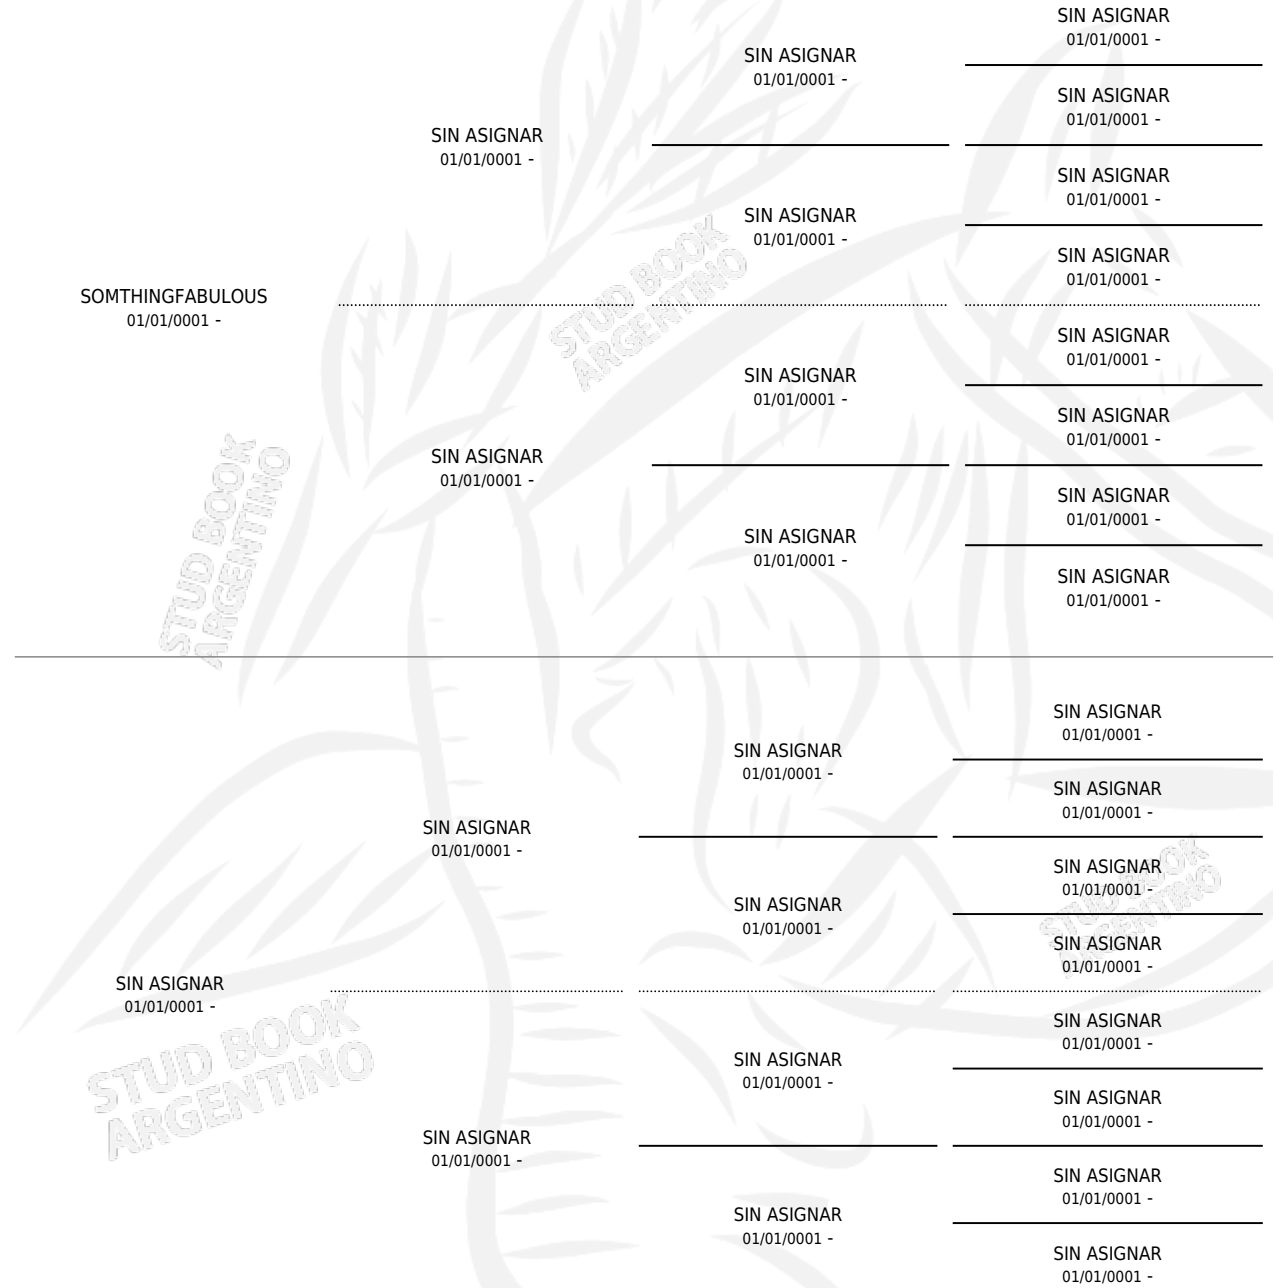 SIN ASIGNAR
01/01/0001 -
SIN ASIGNAR
01/01/0001 -
SIN ASIGNAR
01/01/0001 -
SIN ASIGNAR
01/01/0001 -
SIN ASIGNAR
01/01/0001 -
SIN ASIGNAR
01/01/0001 -
SIN ASIGNAR
01/01/0001 -
SOMTHINGFABULOUS
01/01/0001 -
STUD BOOK
ARGENTINO
SIN ASIGNAR
01/01/0001 -
SIN ASIGNAR
01/01/0001 -
SIN ASIGNAR
01/01/0001 -
SIN ASIGNAR
01/01/0001 -
SIN ASIGNAR
01/01/0001 -
SIN ASIGNAR
01/01/0001 -
SIN ASIGNAR
01/01/0001 -
STUD BOOK
ARGENTINO
SIN ASIGNAR
01/01/0001 -
SIN ASIGNAR
01/01/0001 -
SIN ASIGNAR
01/01/0001 -
SIN ASIGNAR
01/01/0001 -
SIN ASIGNAR
01/01/0001 -
SIN ASIGNAR
01/01/0001 -
SIN ASIGNAR
01/01/0001 -
STUD BOOK
ARGENTINO
SIN ASIGNAR
01/01/0001 -
SIN ASIGNAR
01/01/0001 -
SIN ASIGNAR
01/01/0001 -
SIN ASIGNAR
01/01/0001 -
STUD BOOK
ARGENTINO
SIN ASIGNAR
01/01/0001 -
SIN ASIGNAR
01/01/0001 -
SIN ASIGNAR
01/01/0001 -
SIN ASIGNAR
01/01/0001 -
SIN ASIGNAR
01/01/0001 -